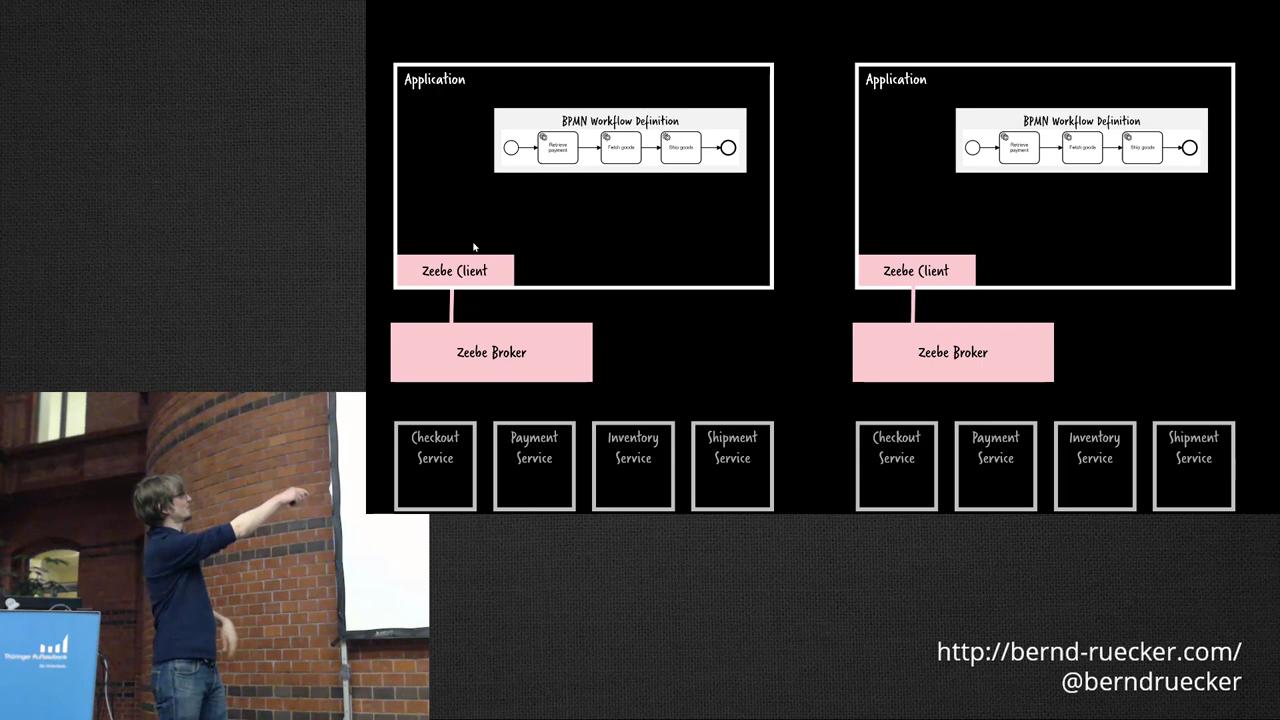 Application
BPMN Workflow Definition
Retrieve
payment
Fetch goods
Ship goods
Zeebe Client
Zeebe Broker
Checkout
Service
Payment
Service
Inventory
Service
Shipment
Service
Application
BPMN Workflow Definition
Retrieve
payment
Fetch goods
Ship goods
Zeebe Client
Zeebe Broker
Checkout
Service
Payment
Service
Inventory
Service
Shipment
Service
Thüringer Aufbaubank
http://bernd-ruecker.com/
@berndruecker